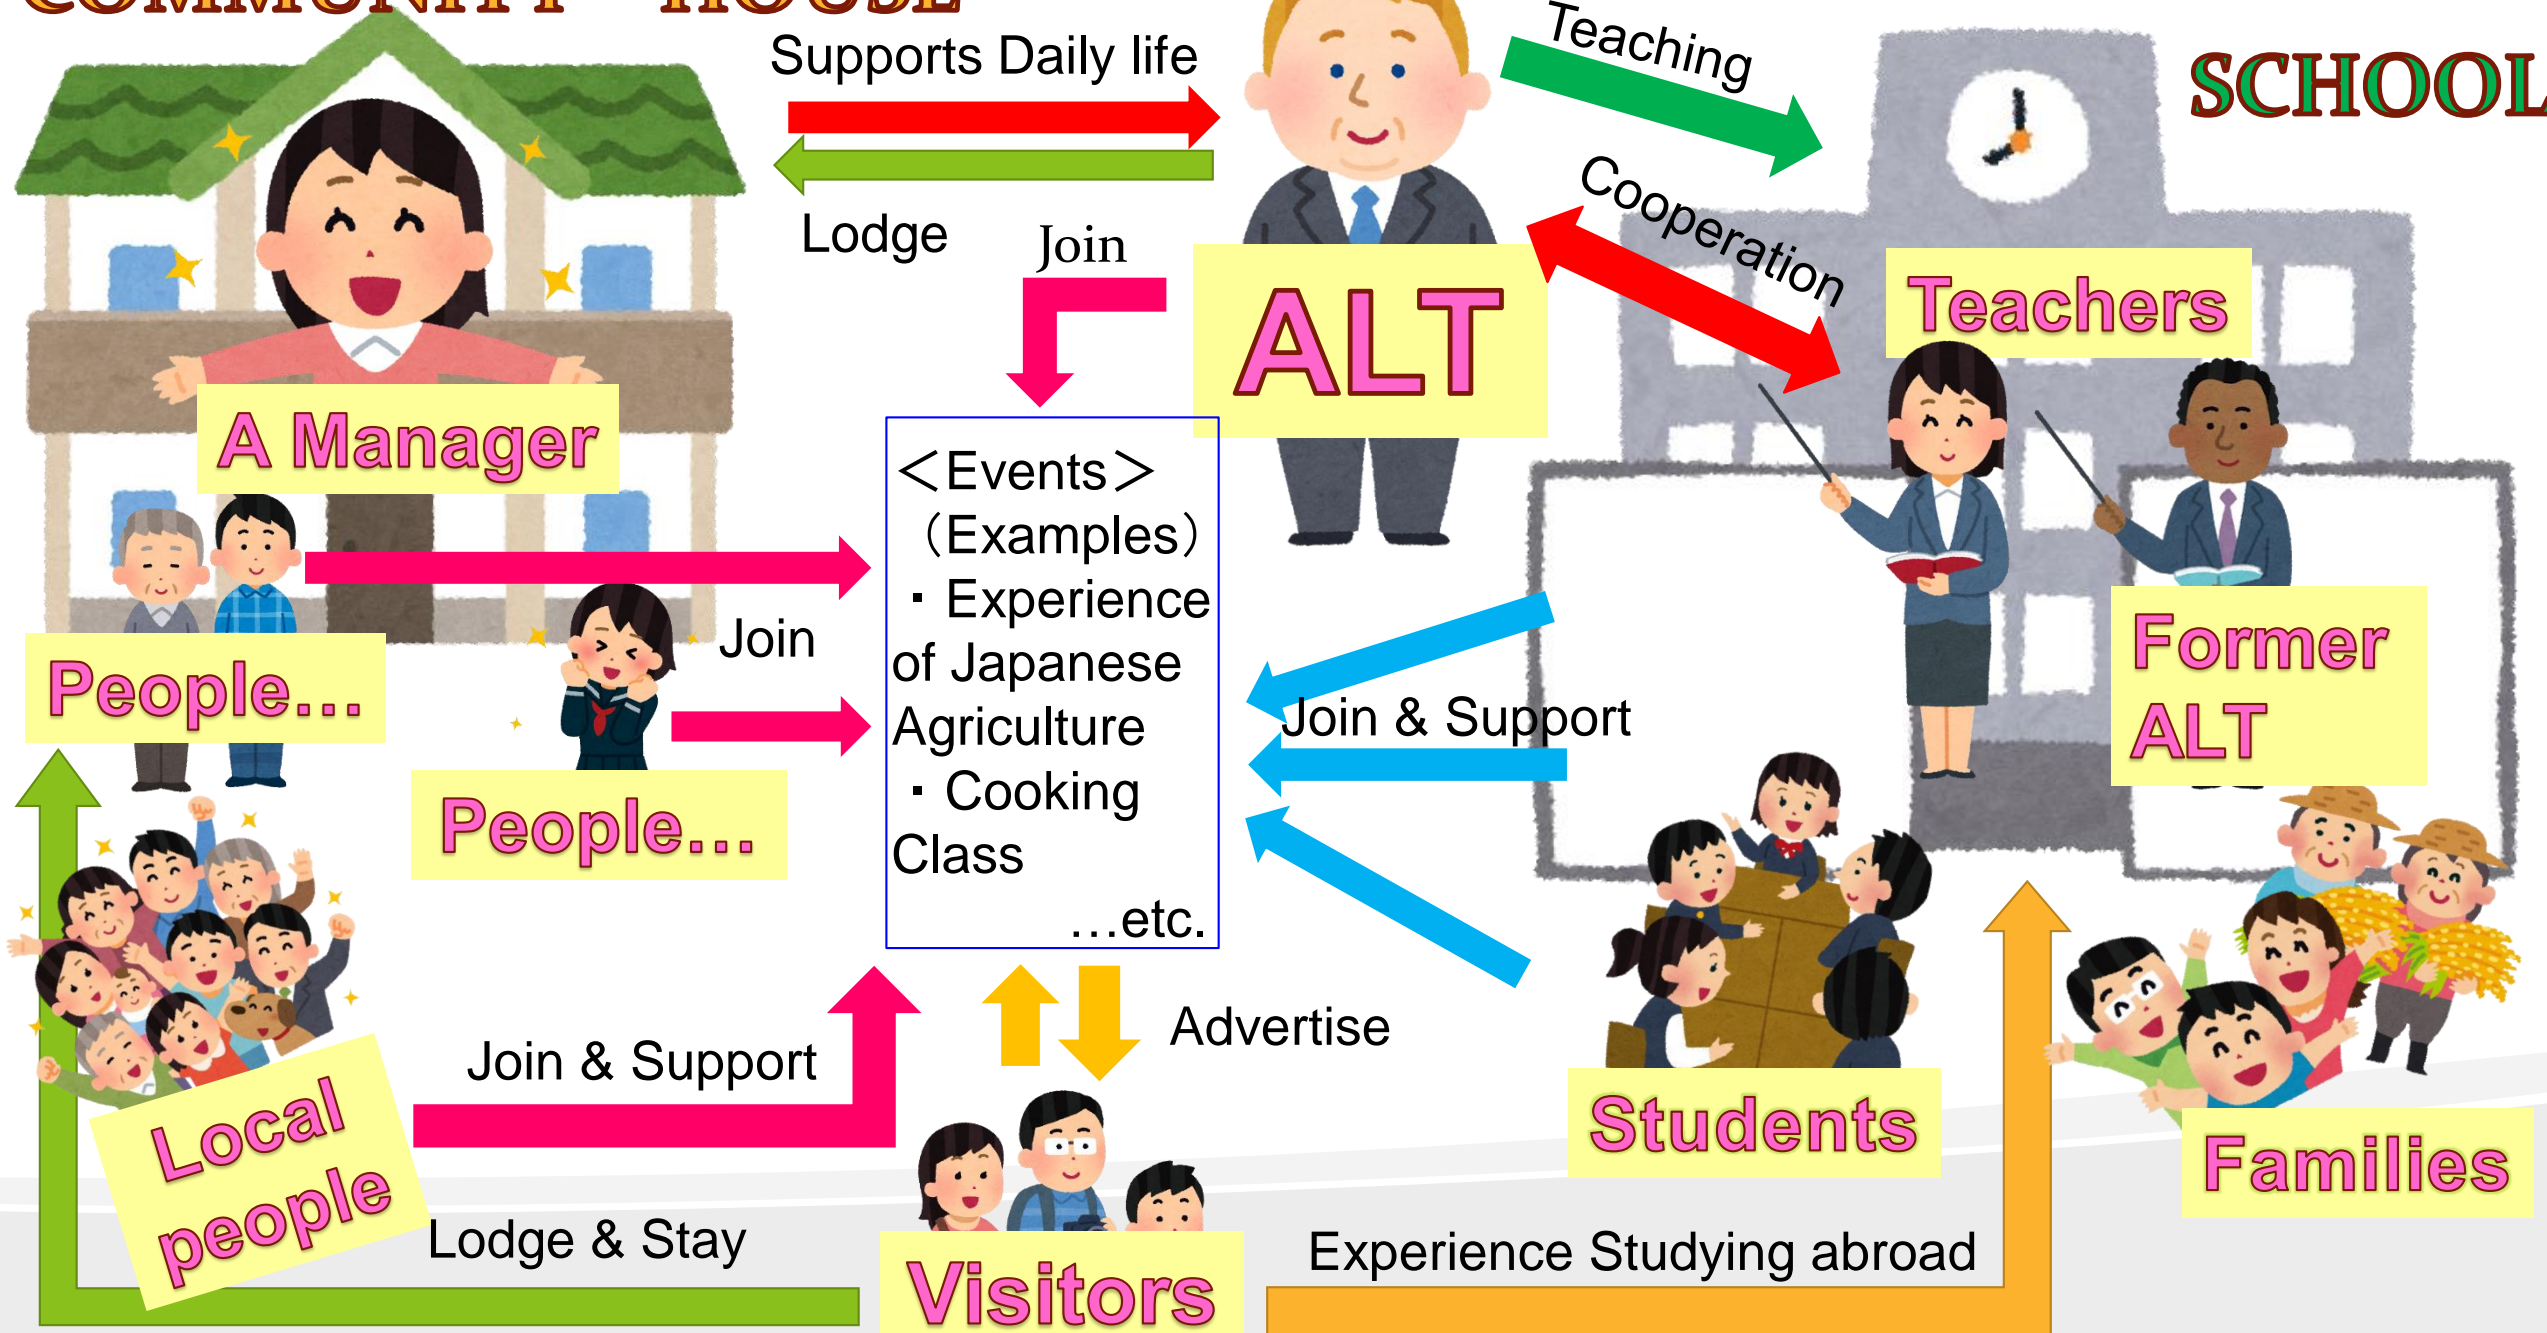 COMMUNITY HOUSE
Supports Daily life
Teaching
SCHOOL
Lodge
Join
Cooperation
ALT
Teachers
A Manager
＜Events＞
（Examples）
・Experience
of Japanese
Agriculture
・Cooking
Class
…etc.
Join
People…
People…
Former
ALT
Join & Support
Advertise
Join & Support
Local
people
Students
Families
Lodge & Stay
Visitors
Experience Studying abroad